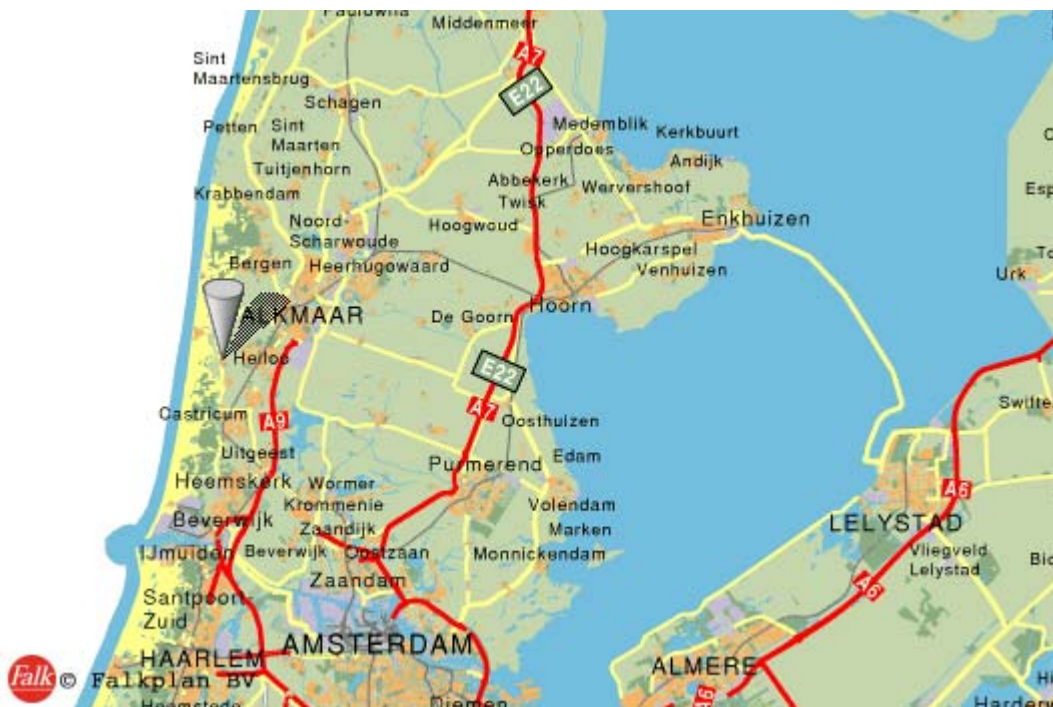 Paulowna
Middenmeer
A7
Sint
Maartensbrug
E22
Schagen
Petten
Sint
Maarten
Medemblik
Kerkbuurt
Opperdoes
Andijk
Tuitjenhorn
Abbekerk
Wervershoof
Krabbendam
Twisk
Noord-
Scharwoude
Hoogwoud
Enkhuizen
Hoogkarspel
Bergen
Heerhugowaard
Venhuizen
Urk
ALKMAAR
De Goorn
Hoorn
Heiloo
E22
Castricum
A9
A7
Oosthuizen
Uitgeest
Purmerend
Edam
Heemskerk
Wormer
A6
Krommenie
Volendam
Beverwijk
Zaandijk
Marken
LELYSTAD
IJmuiden
Beverwijk
Oostzaan
Monnickendam
Vliegveld
Lelystad
Zaandam
A6
Santpoort-
Zuid
AMSTERDAM
HAARLEM
ALMERE
Falk © Falkplan BV
A6
Heemstede
Diemen